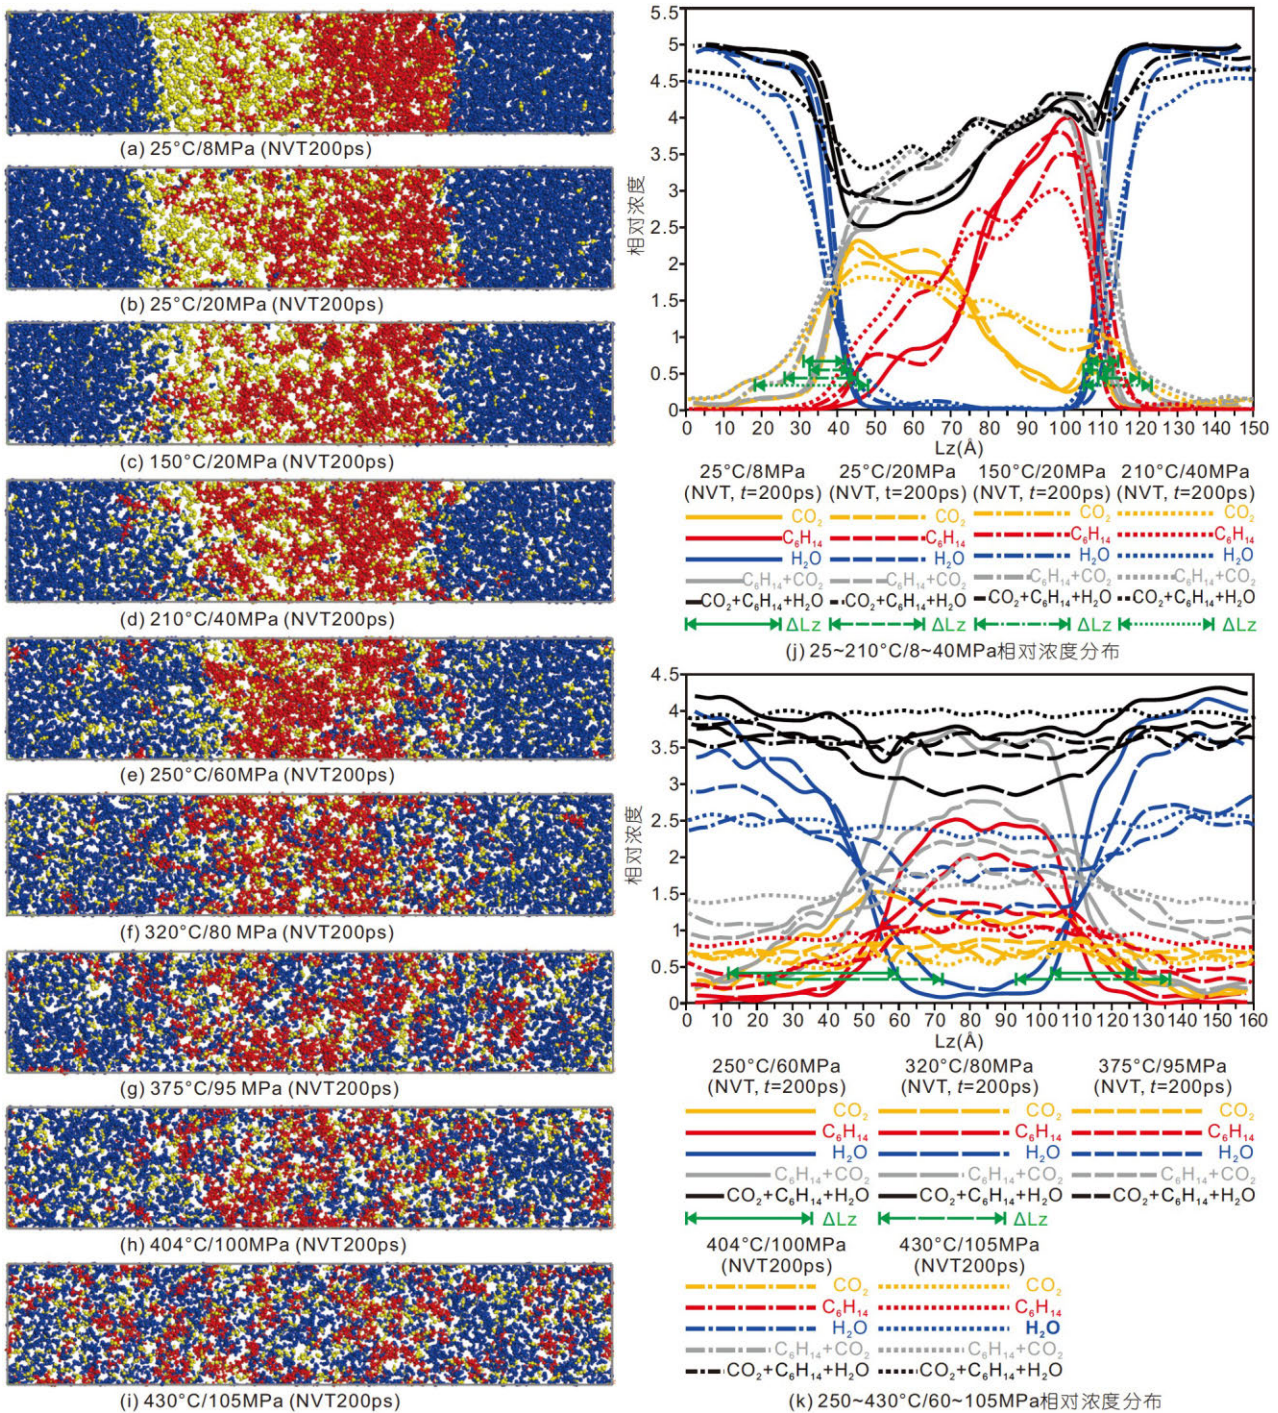 (a) 25°C/8MPa (NVT200ps)
(b) 25°C/20MPa (NVT200ps)
(c) 150°C/20MPa (NVT200ps)
(d) 210°C/40MPa (NVT200ps)
(e) 250°C/60MPa (NVT200ps)
(f) 320°C/80 MPa (NVT200ps)
(g) 375°C/95 MPa (NVT200ps)
(h) 404°C/100MPa (NVT200ps)
(i) 430°C/105MPa (NVT200ps)
5.5
5
4.5
4
3.5
3
2.5
2
1.5
1
0.5
0
相对浓度
0 10 20 30 40 50 60 70 80 90 100 110 120 130 140 150
Lz(Å)
25°C/8MPa 25°C/20MPa 150°C/20MPa 210°C/40MPa
(NVT, t=200ps) (NVT, t=200ps) (NVT, t=200ps) (NVT, t=200ps)
CO₂ CO₂ CO₂ CO₂
C₆H₁₄ C₆H₁₄ C₆H₁₄ C₆H₁₄
H₂O H₂O H₂O H₂O
C₆H₁₄+CO₂ C₆H₁₄+CO₂ C₆H₁₄+CO₂ C₆H₁₄+CO₂
CO₂+C₆H₁₄+H₂O CO₂+C₆H₁₄+H₂O CO₂+C₆H₁₄+H₂O CO₂+C₆H₁₄+H₂O
ΔLz ΔLz ΔLz ΔLz
(j) 25~210°C/8~40MPa相对浓度分布
4.5
4
3.5
3
2.5
2
1.5
1
0.5
0
相对浓度
0 10 20 30 40 50 60 70 80 90 100 110 120 130 140 150 160
Lz(Å)
250°C/60MPa 320°C/80MPa 375°C/95MPa
(NVT, t=200ps) (NVT, t=200ps) (NVT, t=200ps)
CO₂ CO₂ CO₂
C₆H₁₄ C₆H₁₄ C₆H₁₄
H₂O H₂O H₂O
C₆H₁₄+CO₂ C₆H₁₄+CO₂ C₆H₁₄+CO₂
CO₂+C₆H₁₄+H₂O CO₂+C₆H₁₄+H₂O CO₂+C₆H₁₄+H₂O
ΔLz ΔLz
404°C/100MPa 430°C/105MPa
(NVT200ps) (NVT200ps)
CO₂ CO₂
C₆H₁₄ C₆H₁₄
H₂O H₂O
C₆H₁₄+CO₂ C₆H₁₄+CO₂
CO₂+C₆H₁₄+H₂O CO₂+C₆H₁₄+H₂O
(k) 250~430°C/60~105MPa相对浓度分布